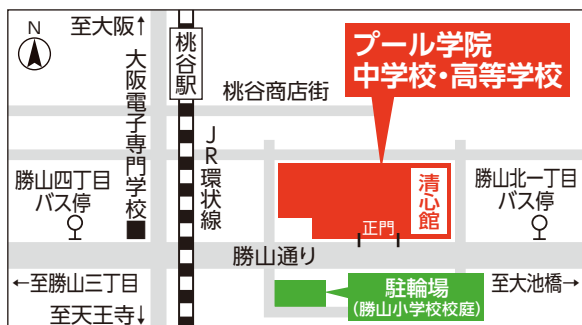 N
至大阪↑
大阪電子専門学校
桃谷駅
JR環状線
桃谷商店街
プール学院
中学校・高等学校
清心館
正門
勝山四丁目
バス停
勝山北一丁目
バス停
勝山通り
←至勝山三丁目
至天王寺↓
駐輪場
(勝山小学校校庭)
至大池橋→